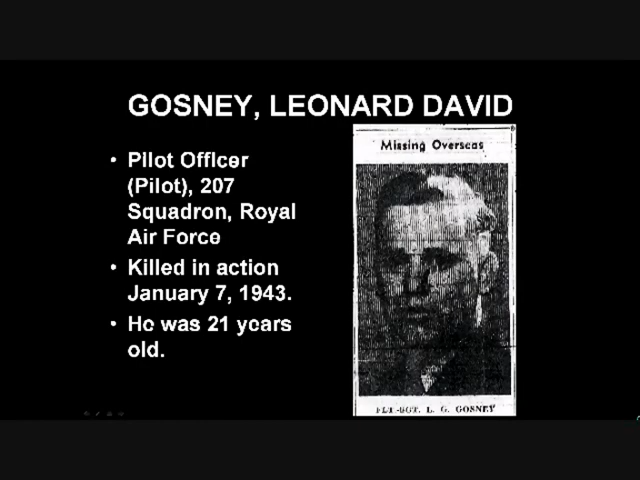 GOSNEY, LEONARD DAVID
• Pilot Officer
(Pilot), 207
Squadron, Royal
Air Force
• Killed in action
January 7, 1943.
• He was 21 years
old.
Missing Overseas
FLT-SGT. L. G. GOSNEY